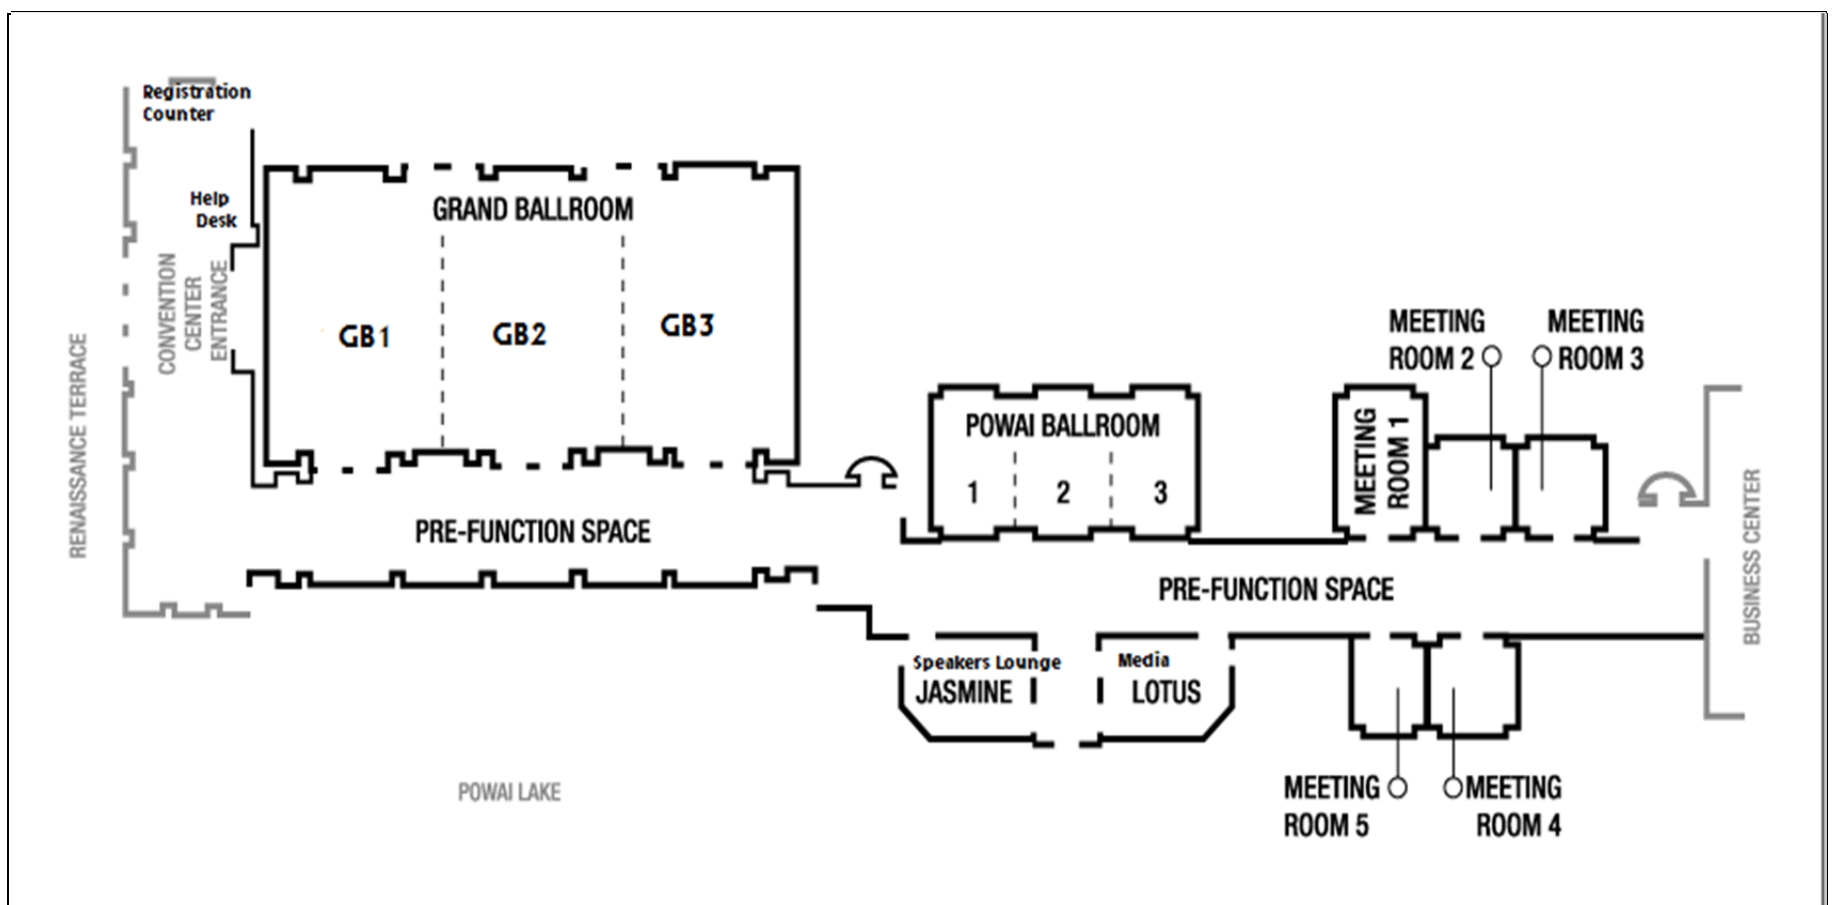 Registration
Counter
Help
Desk
CONVENTION
CENTER
ENTRANCE
RENAISSANCE TERRACE
GRAND BALLROOM
GB1
GB2
GB3
PRE-FUNCTION SPACE
POWAI BALLROOM
1
2
3
MEETING
ROOM 1
MEETING
ROOM 2
MEETING
ROOM 3
BUSINESS CENTER
PRE-FUNCTION SPACE
Speakers Lounge
JASMINE
Media
LOTUS
MEETING
ROOM 5
MEETING
ROOM 4
POWAI LAKE